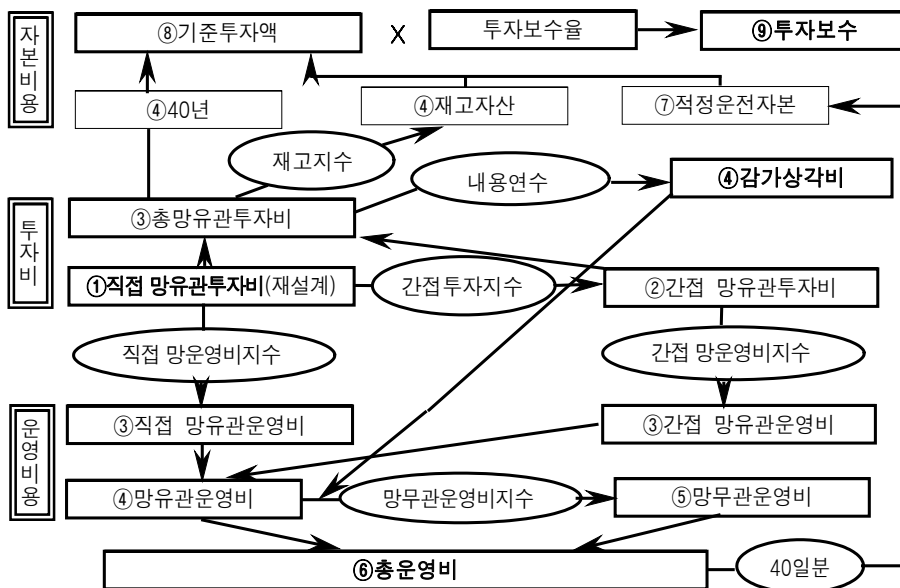 자본비용
⑧기준투자액
X
투자보수율
⑨투자보수
④40년
④재고자산
⑦적정운전자본
재고지수
내용연수
④감가상각비
투자비
③총망유관투자비
①직접 망유관투자비(재설계)
간접투자지수
②간접 망유관투자비
직접 망운영비지수
간접 망운영비지수
운영비용
③직접 망유관운영비
③간접 망유관운영비
④망유관운영비
망무관운영비지수
⑤망무관운영비
⑥총운영비
40일분